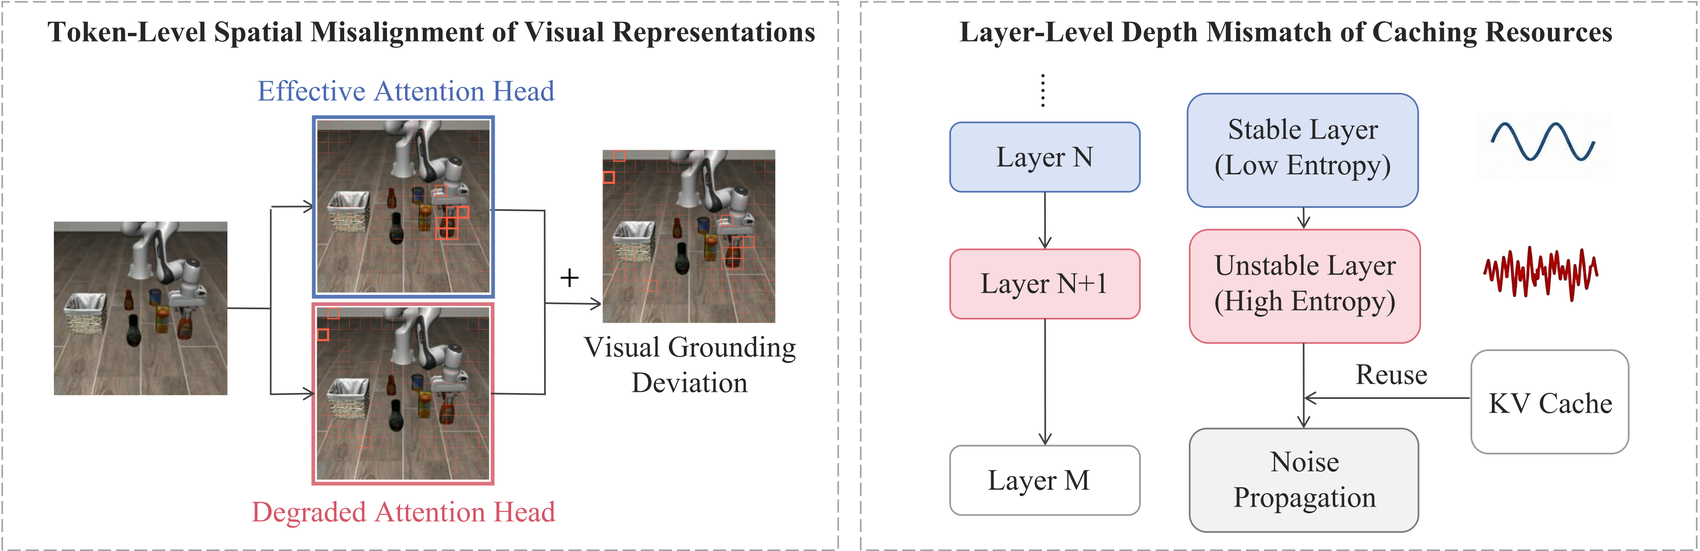 Token-Level Spatial Misalignment of Visual Representations
Effective Attention Head
+
Visual Grounding
Deviation
Degraded Attention Head
Layer-Level Depth Mismatch of Caching Resources
Layer N
Layer N+1
Layer M
Stable Layer
(Low Entropy)
Unstable Layer
(High Entropy)
Reuse
KV Cache
Noise
Propagation